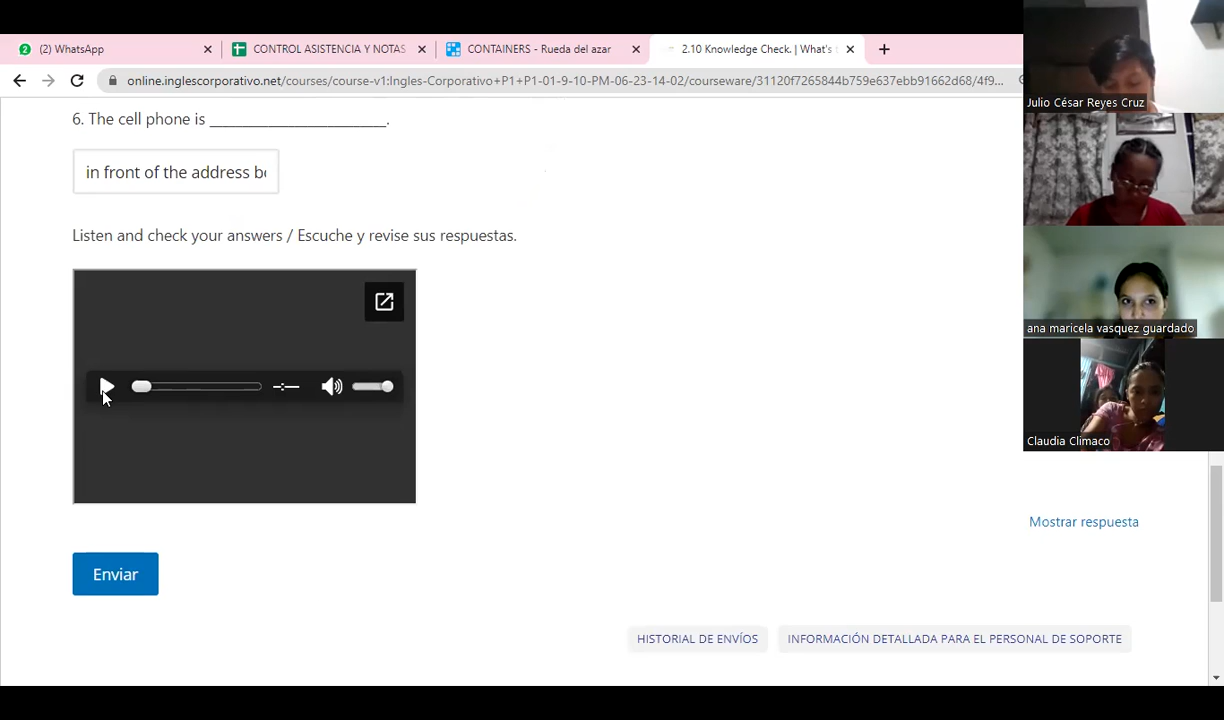 2
(2) WhatsApp
CONTROL ASISTENCIA Y NOTAS
CONTAINERS - Rueda del azar
2.10 Knowledge Check. | What's
online.inglescorporativo.net/courses/course-v1:Ingles-Corporativo+P1+P1-01-9-10-PM-06-23-14-02/courseware/31120f7265844b759e637ebb91662d68/4f9...
6. The cell phone is ____________________.
in front of the address
Listen and check your answers / Escuche y revise sus respuestas.
-:--
Mostrar respuesta
Enviar
HISTORIAL DE ENVÍOS
INFORMACIÓN DETALLADA PARA EL PERSONAL DE SOPORTE
Julio César Reyes Cruz
ana maricela vasquez guardado
Claudia Climaco